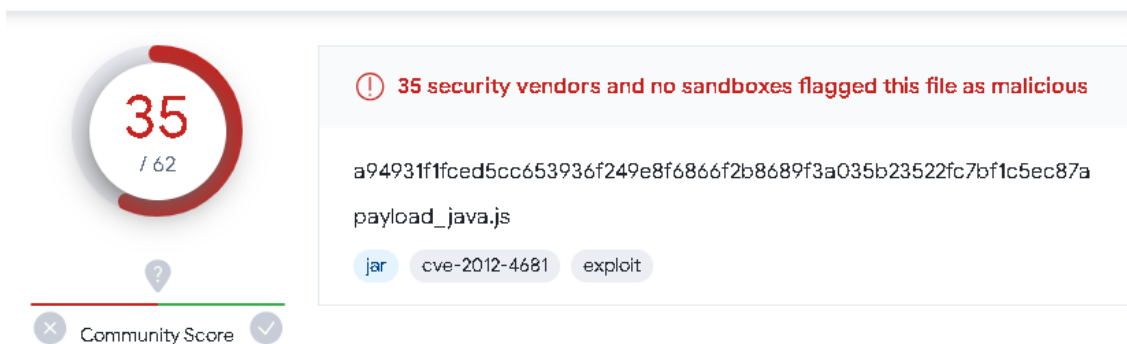 35
/ 62
?
Community Score
35 security vendors and no sandboxes flagged this file as malicious
a94931f1fced5cc653936f249e8f6866f2b8689f3a035b23522fc7bf1c5ec87a
payload_java.js
jar cve-2012-4681 exploit